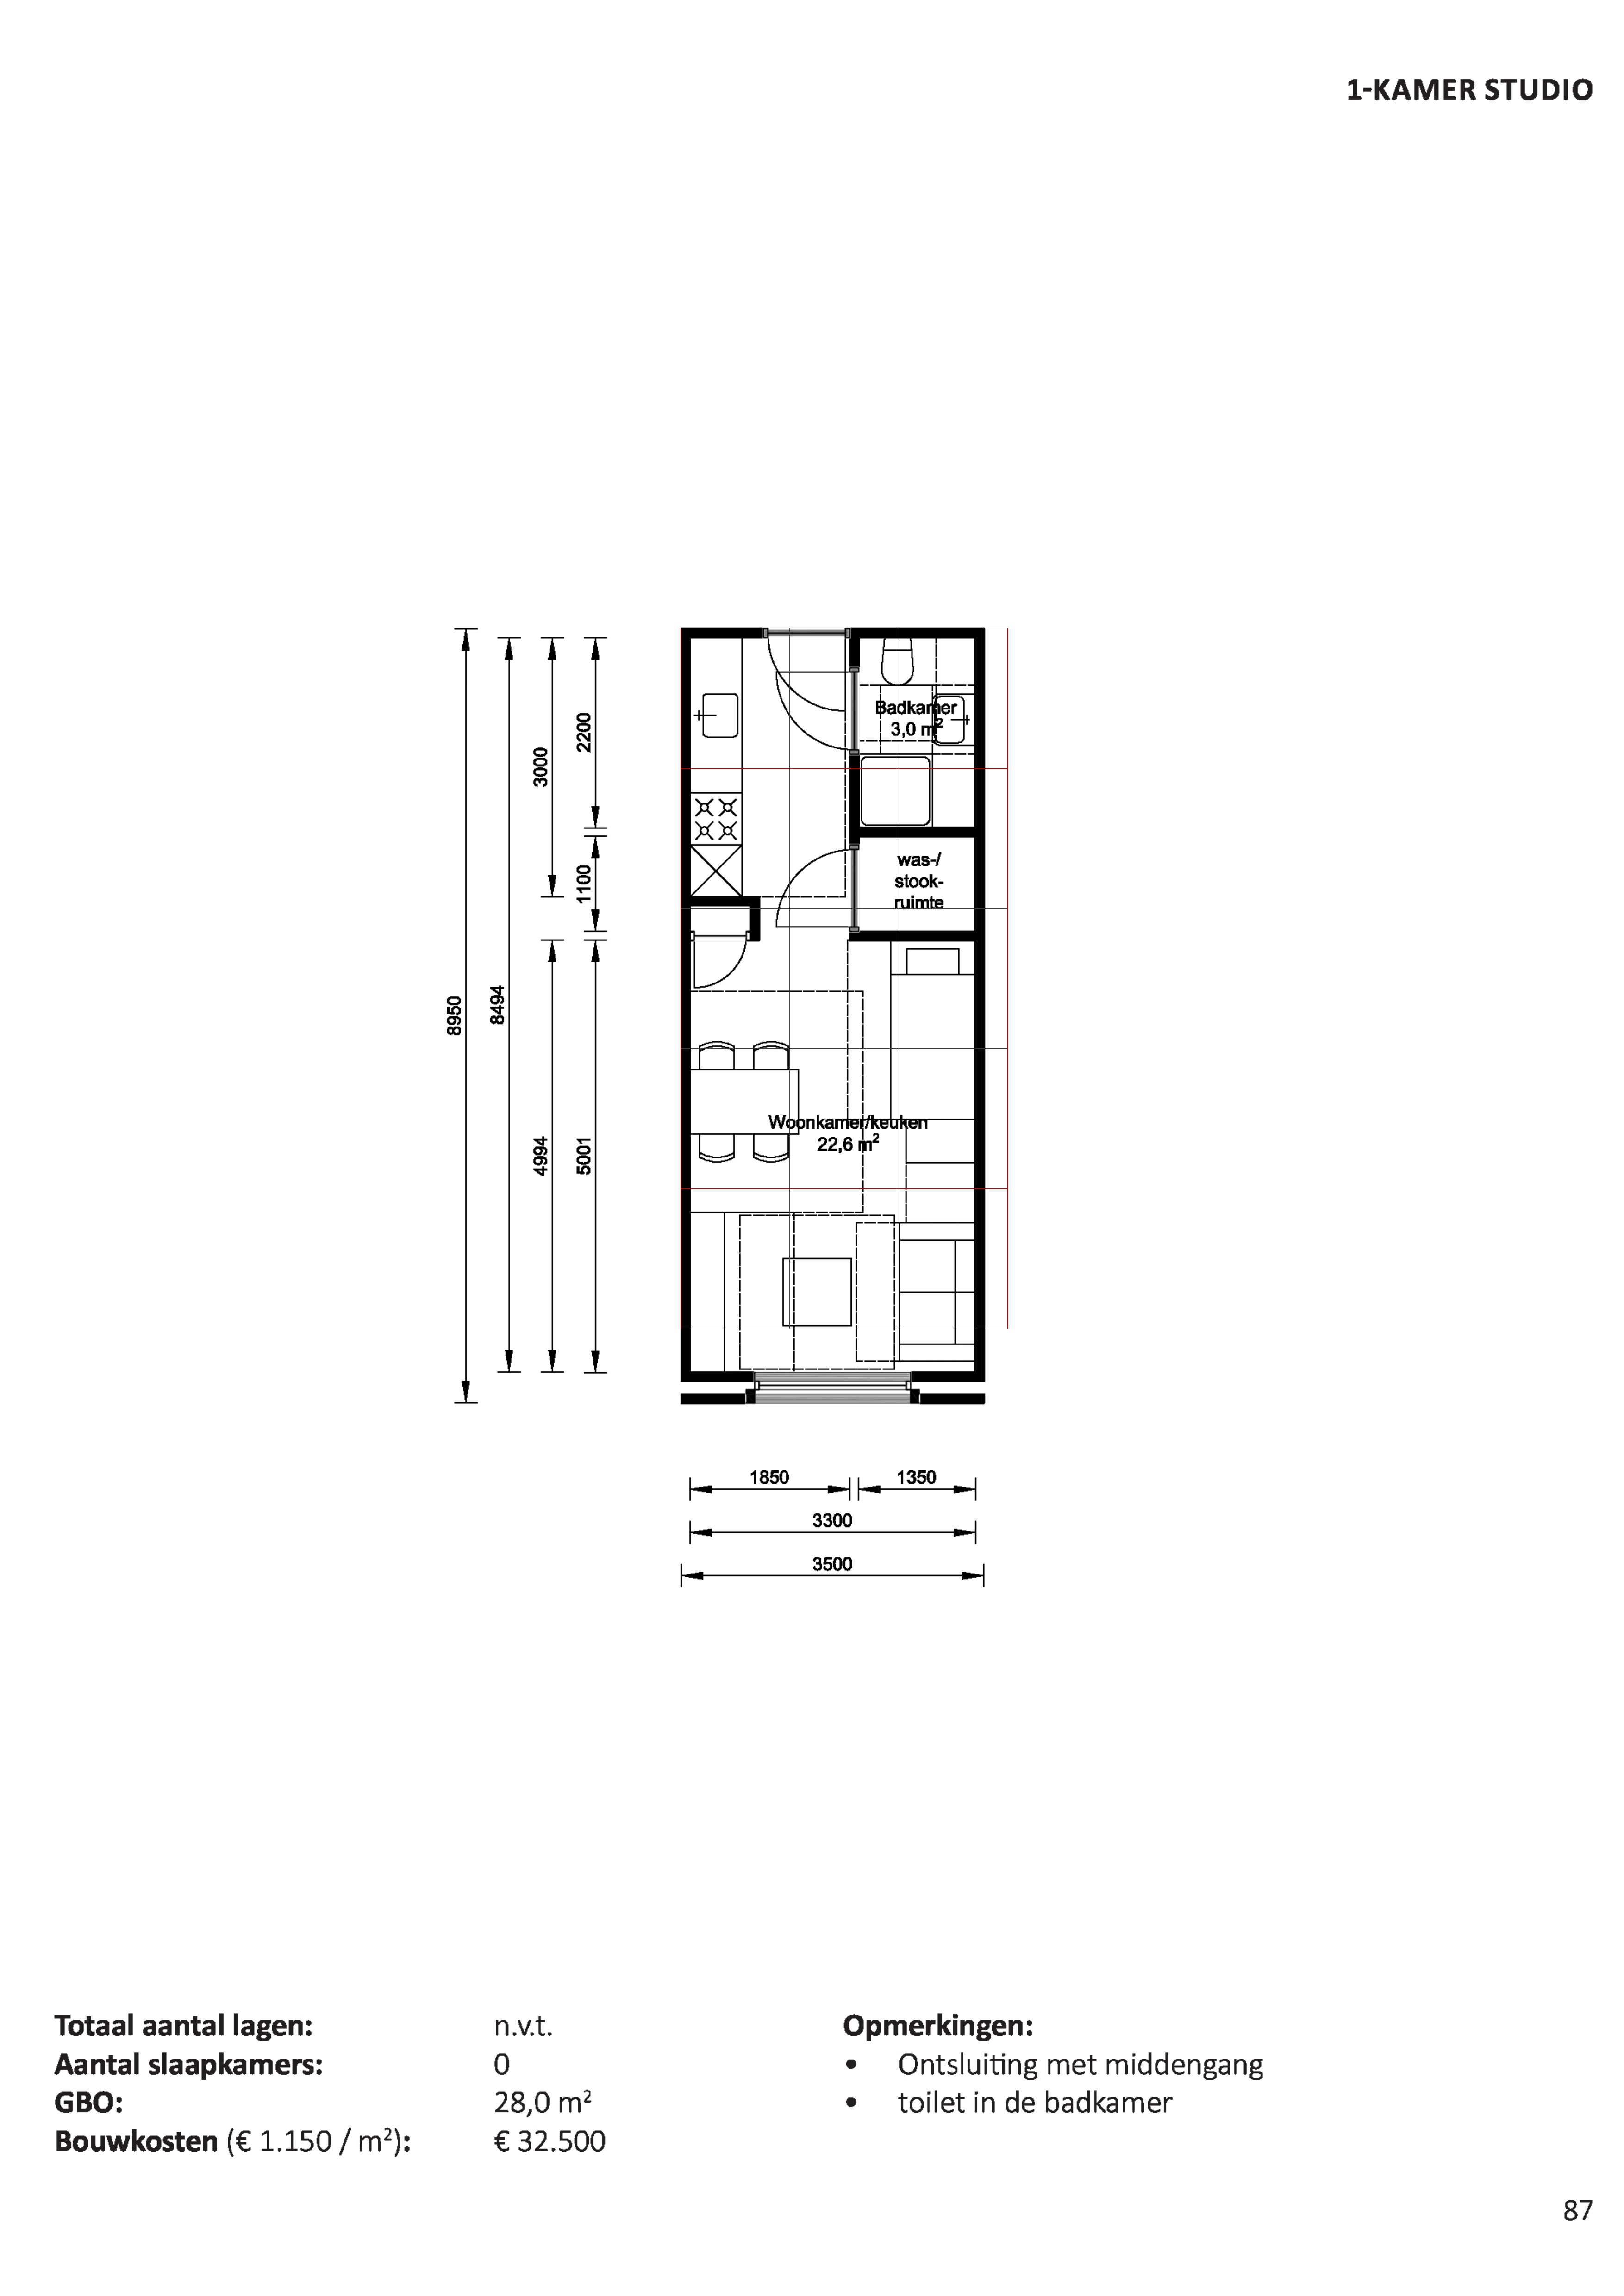 1-KAMER STUDIO
2200
3000
1100
8950
8494
4994
5001
Badkamer
3,0 m²
was-/
stook-
ruimte
Woonkamer/keuken
22,6 m²
1850
1350
3300
3500
Totaal aantal lagen: n.v.t.
Aantal slaapkamers: 0
GBO: 28,0 m²
Bouwkosten (€ 1.150 / m²): € 32.500
Opmerkingen:
• Ontsluiting met middengang
• toilet in de badkamer
87